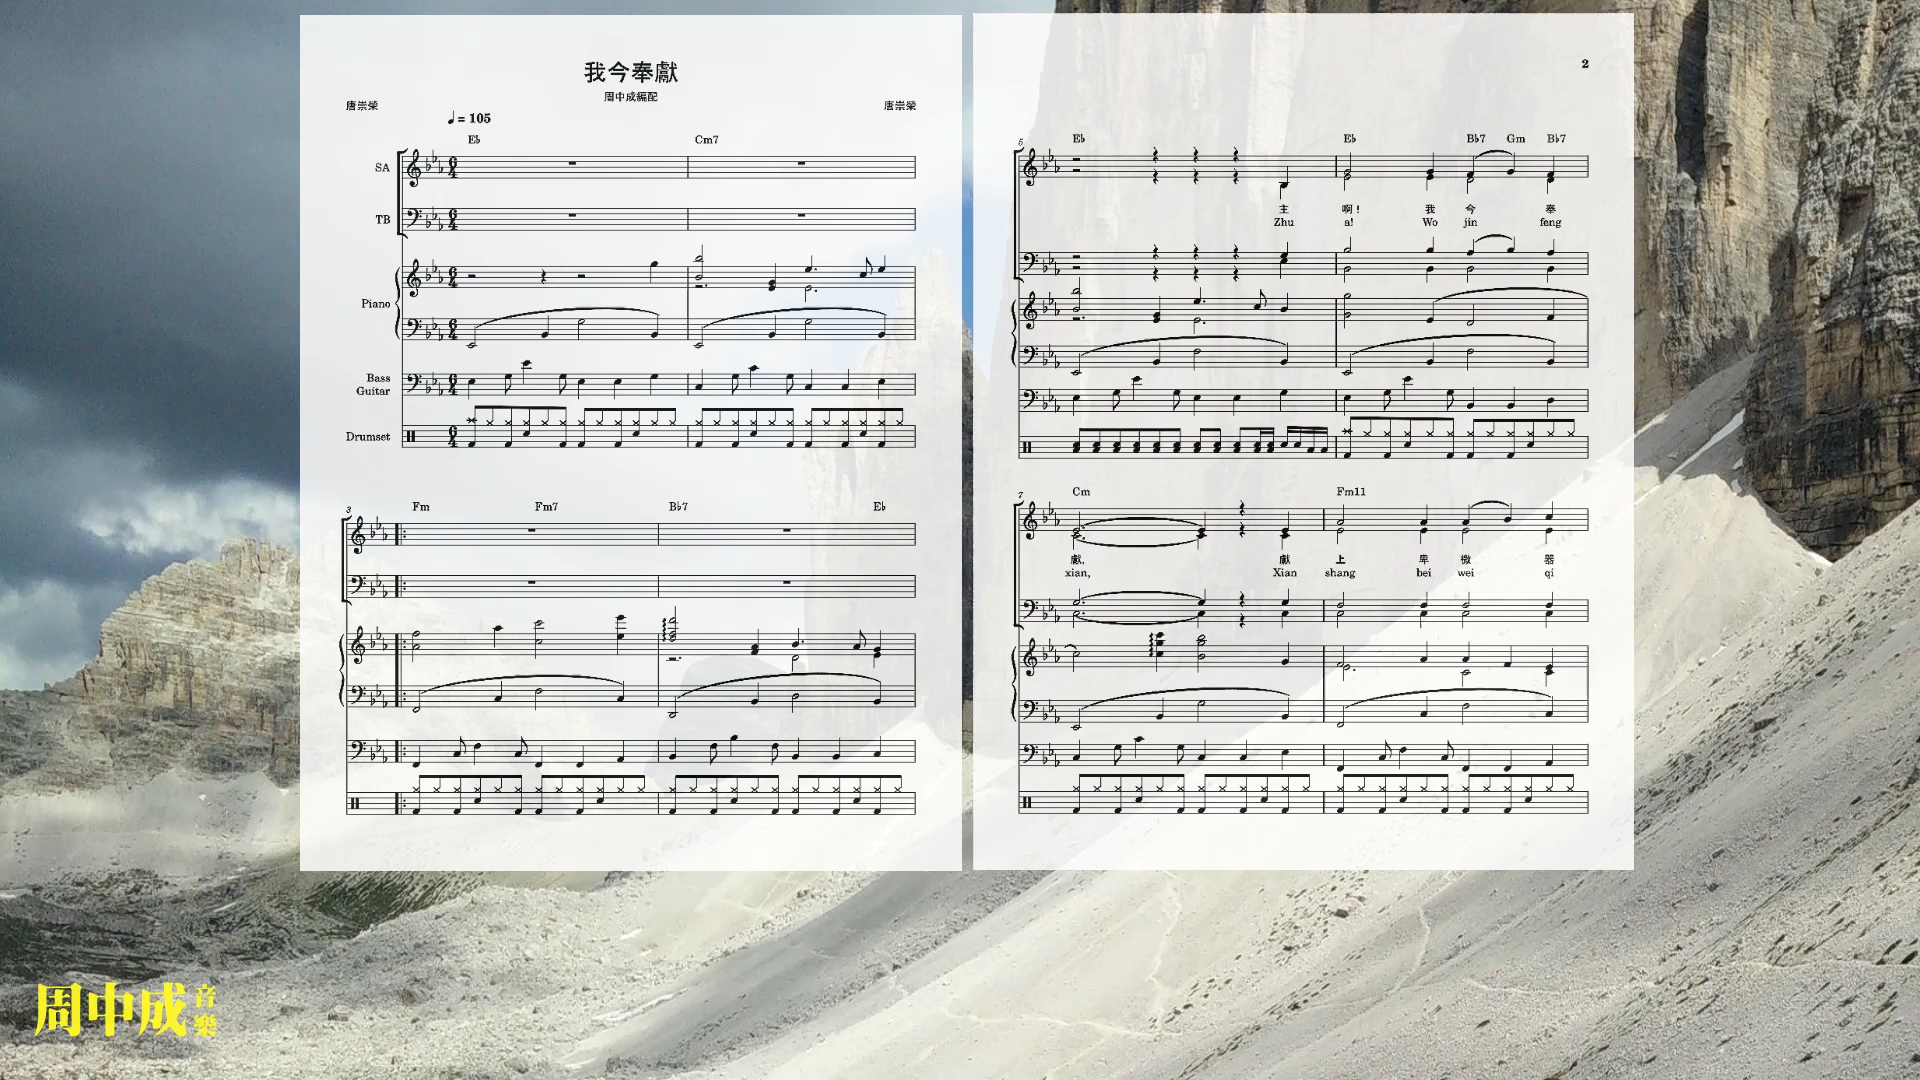 我今奉獻
周中成編配
唐崇榮 唐崇榮
♩= 105
E♭ Cm7
SA
TB
Piano
Bass
Guitar
Drumset
3
Fm Fm7 B♭7 E♭
2
5
E♭ E♭ B♭7 Gm B♭7
主 啊! 我 今 奉
Zhu a! Wo jin feng
7
Cm Fm11
獻, 獻 上 卑 微 器
xian, Xian shang bei wei qi
周中成音樂